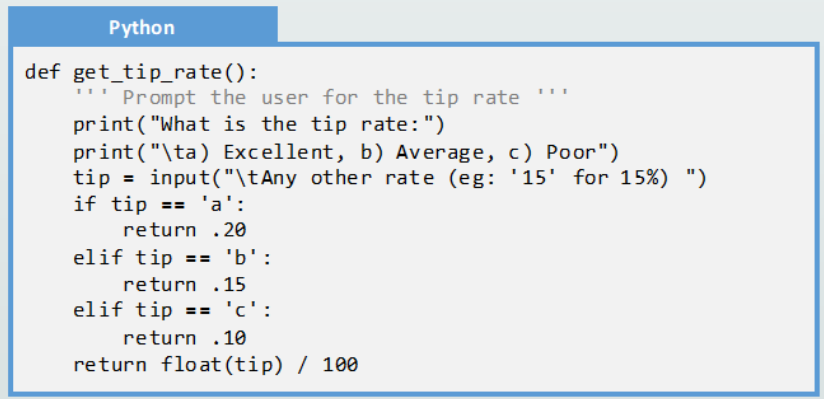 Python
def get_tip_rate():
    ''' Prompt the user for the tip rate '''
    print("What is the tip rate:")
    print("\ta) Excellent, b) Average, c) Poor")
    tip = input("\tAny other rate (eg: '15' for 15%) ")
    if tip == 'a':
        return .20
    elif tip == 'b':
        return .15
    elif tip == 'c':
        return .10
    return float(tip) / 100